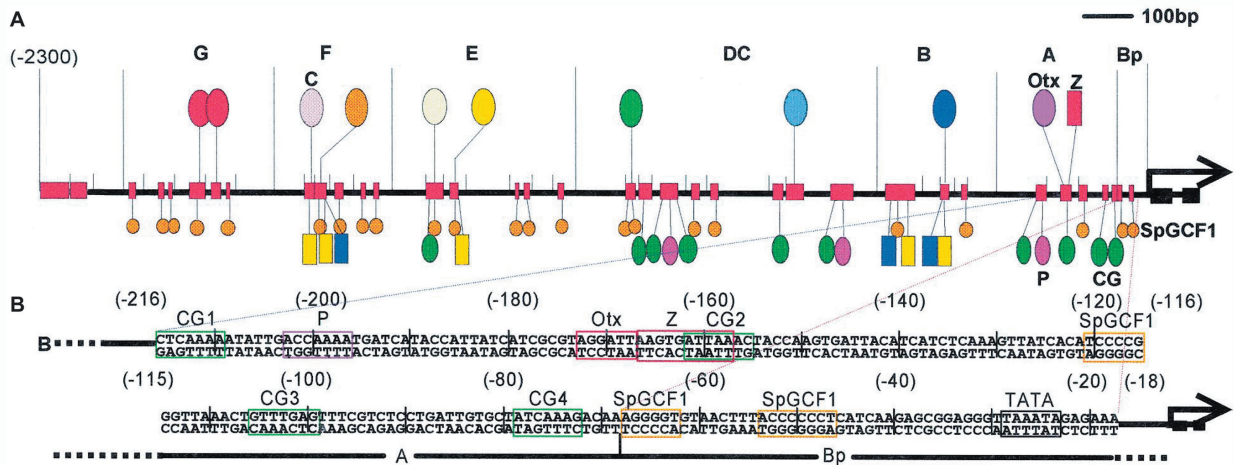 A
100bp
(-2300)
G F E DC B A Bp
C Otx Z
SpGCF1
P CG
B
(-216) (-200) (-180) (-160) (-140) (-120) (-116)
CG1 P Otx Z CG2 SpGCF1
B
CTCAAAAATATTGACCAAAATGATCATACCATTATCATCGCGTAGGATTAAGTGATTAAACTACCAAGTGATTACATCATCTCAAAGTTATCACATCCCCG
GAGTTTTTATAACTGGTTTTACTAGTATGGTAATAGTAGCGCATCCTAATTCACTAATTTGATGGTTCACTAATGTAGTAGAGTTTCAATAGTGTAGGGGC
(-115) (-100) (-80) (-60) (-40) (-20) (-18)
CG3 CG4 SpGCF1 SpGCF1 TATA
GGTTAAACTGTTTGAGTTTCGTCTCCTGATTGTGCTATCAAAGACAAAGGGGTGTAACTTTACCCCCCTCATCAAGAGCGGAGGGTTAAATAGAGAAA
CCAATTTGACAAACTCAAAGCAGAGGACTAACACGATAGTTTCTGTTTCCCCACATTGAAATGGGGGGAGTAGTTCTCGCCTCCCAATTTATCTCTTT
A Bp